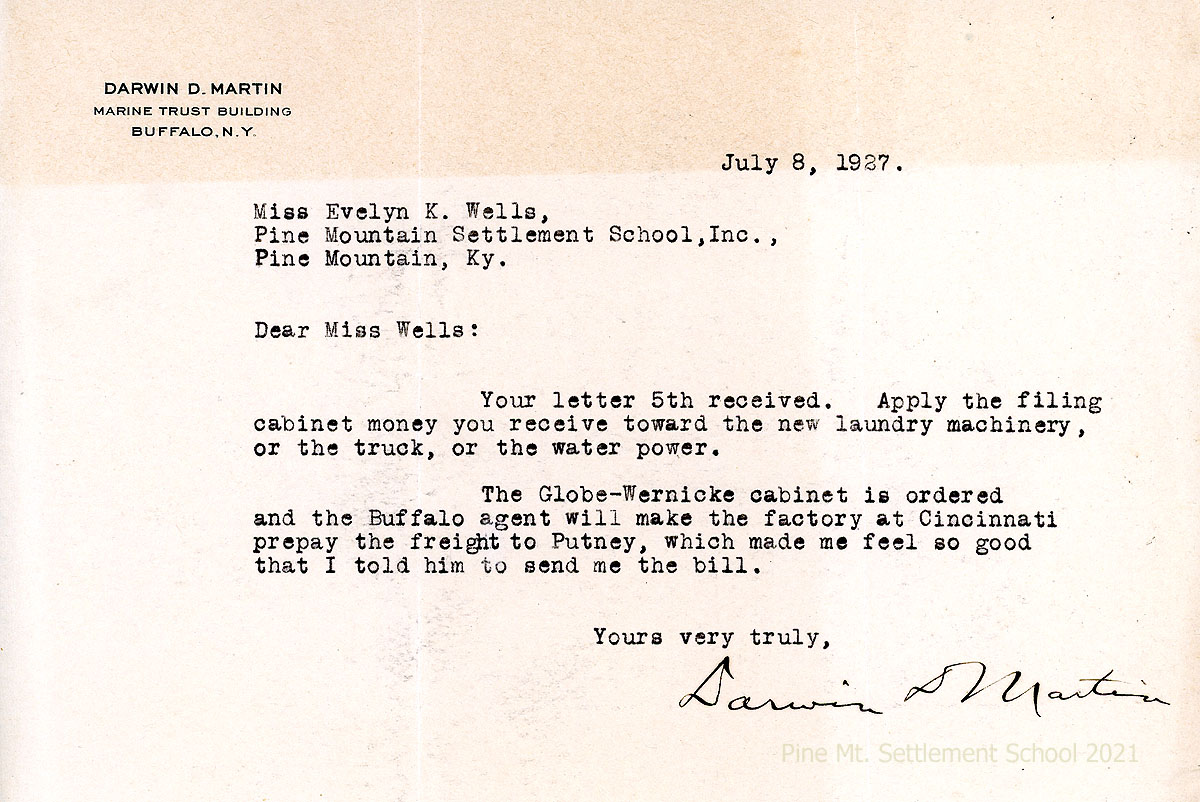 DARWIN D. MARTIN
MARINE TRUST BUILDING
BUFFALO, N.Y.
July 8, 1927.
Miss Evelyn K. Wells,
Pine Mountain Settlement School,Inc.,
Pine Mountain, Ky.
Dear Miss Wells:
Your letter 5th received. Apply the filing
cabinet money you receive toward the new laundry machinery,
or the truck, or the water power.
The Globe-Wernicke cabinet is ordered
and the Buffalo agent will make the factory at Cincinnati
prepay the freight to Putney, which made me feel so good
that I told him to send me the bill.
Yours very truly,
Darwin D Martin
Pine Mt. Settlement School 2021